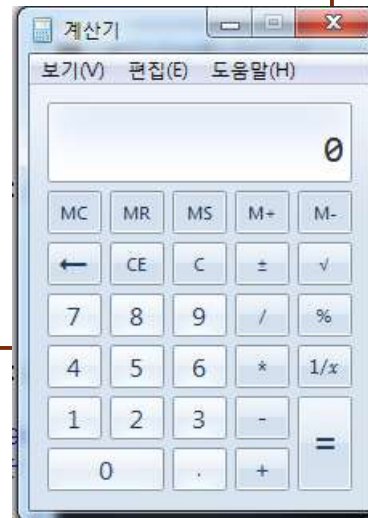 계산기
보기(V) 편집(E) 도움말(H)
0
MC MR MS M+ M-
← CE C ± √
7 8 9 / %
4 5 6 * 1/x
1 2 3 - =
0 . +